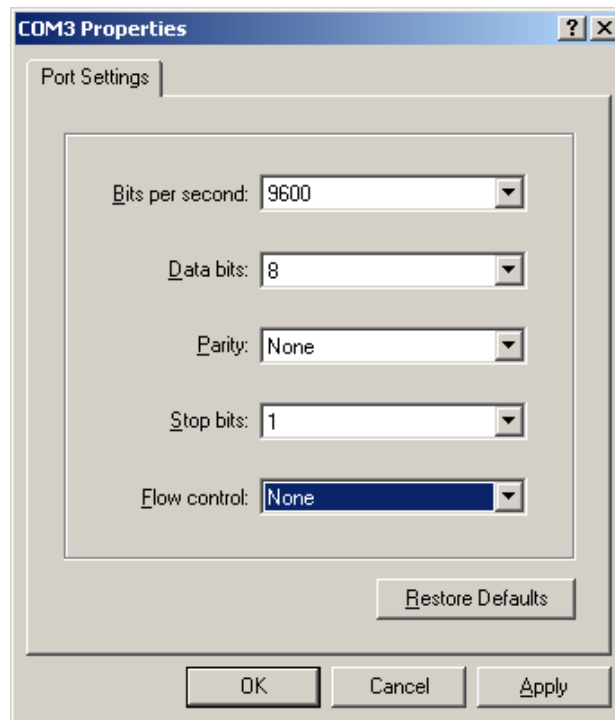 COM3 Properties
Port Settings
Bits per second: 9600
Data bits: 8
Parity: None
Stop bits: 1
Flow control: None
Restore Defaults
OK Cancel Apply